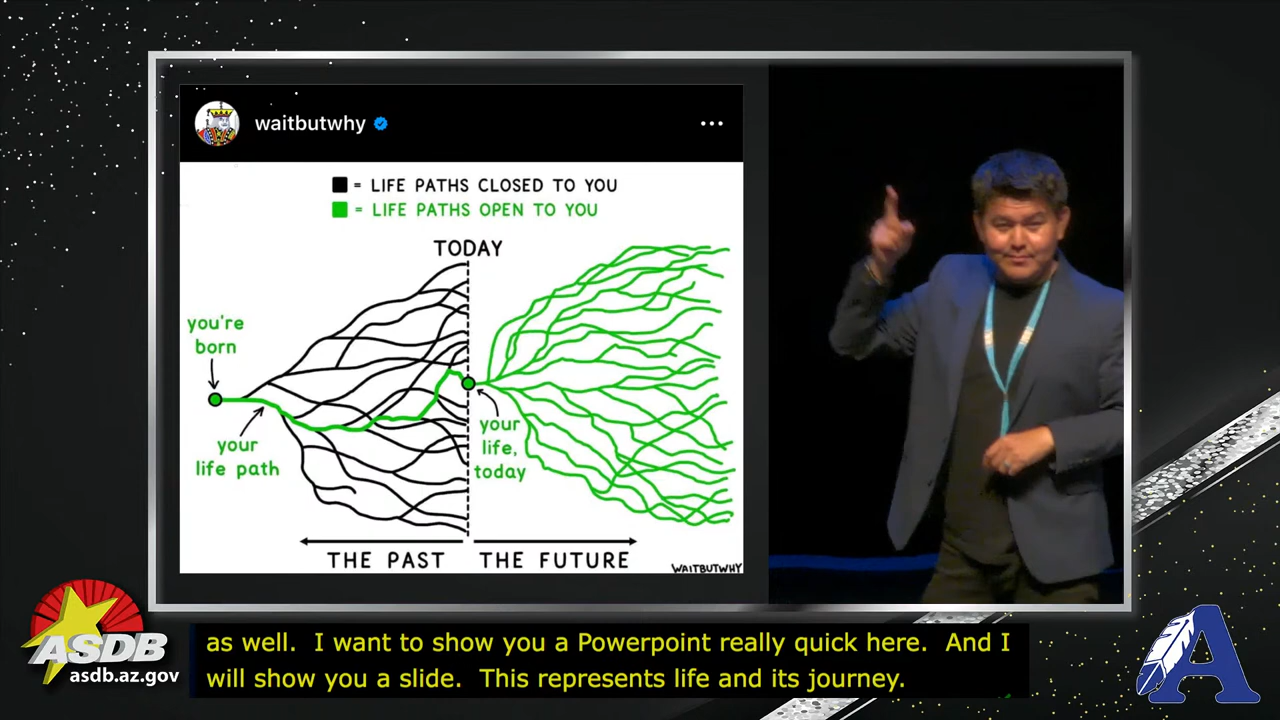 waitbutwhy
= LIFE PATHS CLOSED TO YOU
= LIFE PATHS OPEN TO YOU
TODAY
you're
born
your
life path
your
life,
today
THE PAST
THE FUTURE
WAITBUTWHY
ASDB
asdb.az.gov
A
as well.  I want to show you a Powerpoint really quick here.  And I
will show you a slide.  This represents life and its journey.